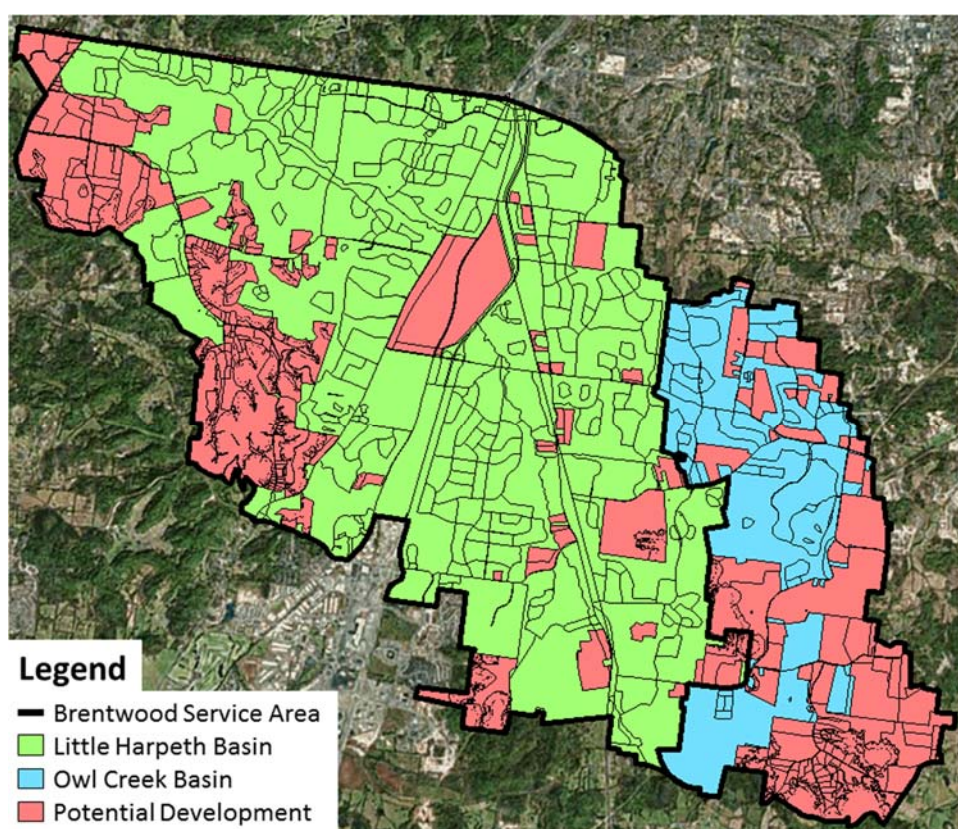 Legend
Brentwood Service Area
Little Harpeth Basin
Owl Creek Basin
Potential Development